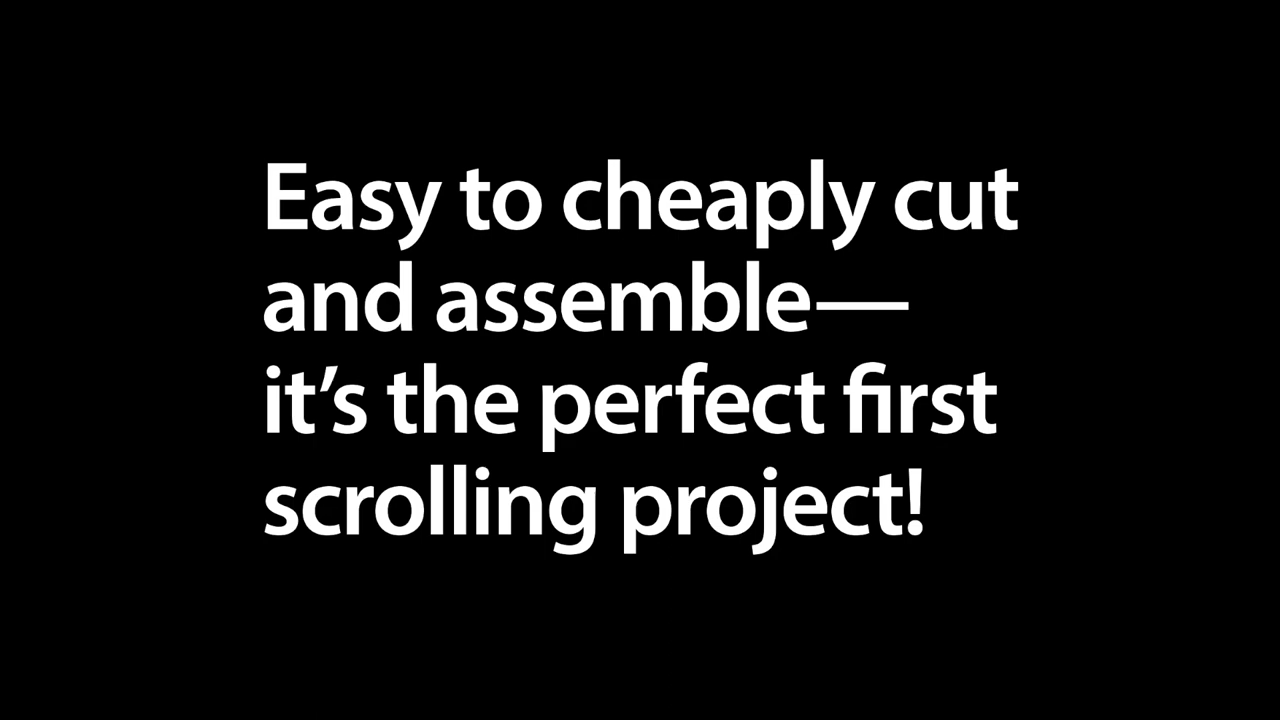 Easy to cheaply cut
and assemble—
it’s the perfect first
scrolling project!